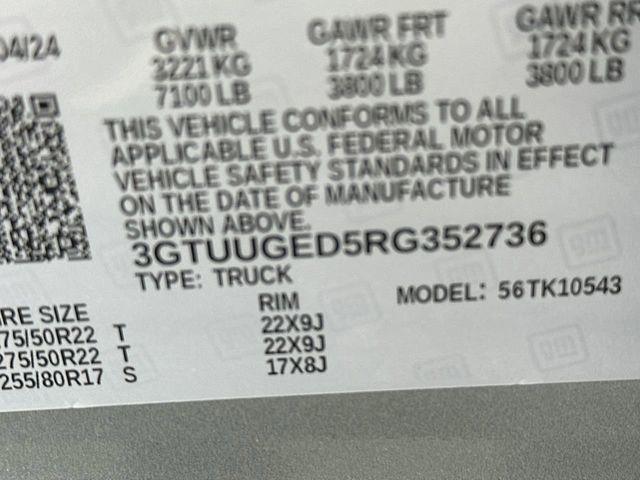 04/24
GVWR
3221 KG
7100 LB
GAWR FRT
1724 KG
3800 LB
GAWR RR
1724 KG
3800 LB
THIS VEHICLE CONFORMS TO ALL
APPLICABLE U.S. FEDERAL MOTOR
VEHICLE SAFETY STANDARDS IN EFFECT
ON THE DATE OF MANUFACTURE
SHOWN ABOVE.
3GTUUGED5RG352736
TYPE: TRUCK
MODEL: 56TK10543
RE SIZE RIM
275/50R22 T 22X9J
275/50R22 T 22X9J
255/80R17 S 17X8J